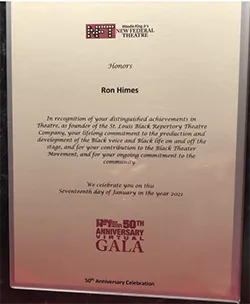 NFT
Woodie King Jr's
NEW FEDERAL
THEATRE
Honors
Ron Himes
In recognition of your distinguished achievements in
Theatre, as founder of the St. Louis Black Repertory Theatre
Company, your lifelong commitment to the production and
development of the Black voice and Black life on and off the
stage, and for your contribution to the Black Theater
Movement, and for your ongoing commitment to the
community.
We celebrate you on this
Seventeenth day of January in the year 2021
50TH
ANNIVERSARY
VIRTUAL
GALA
50th Anniversary Celebration